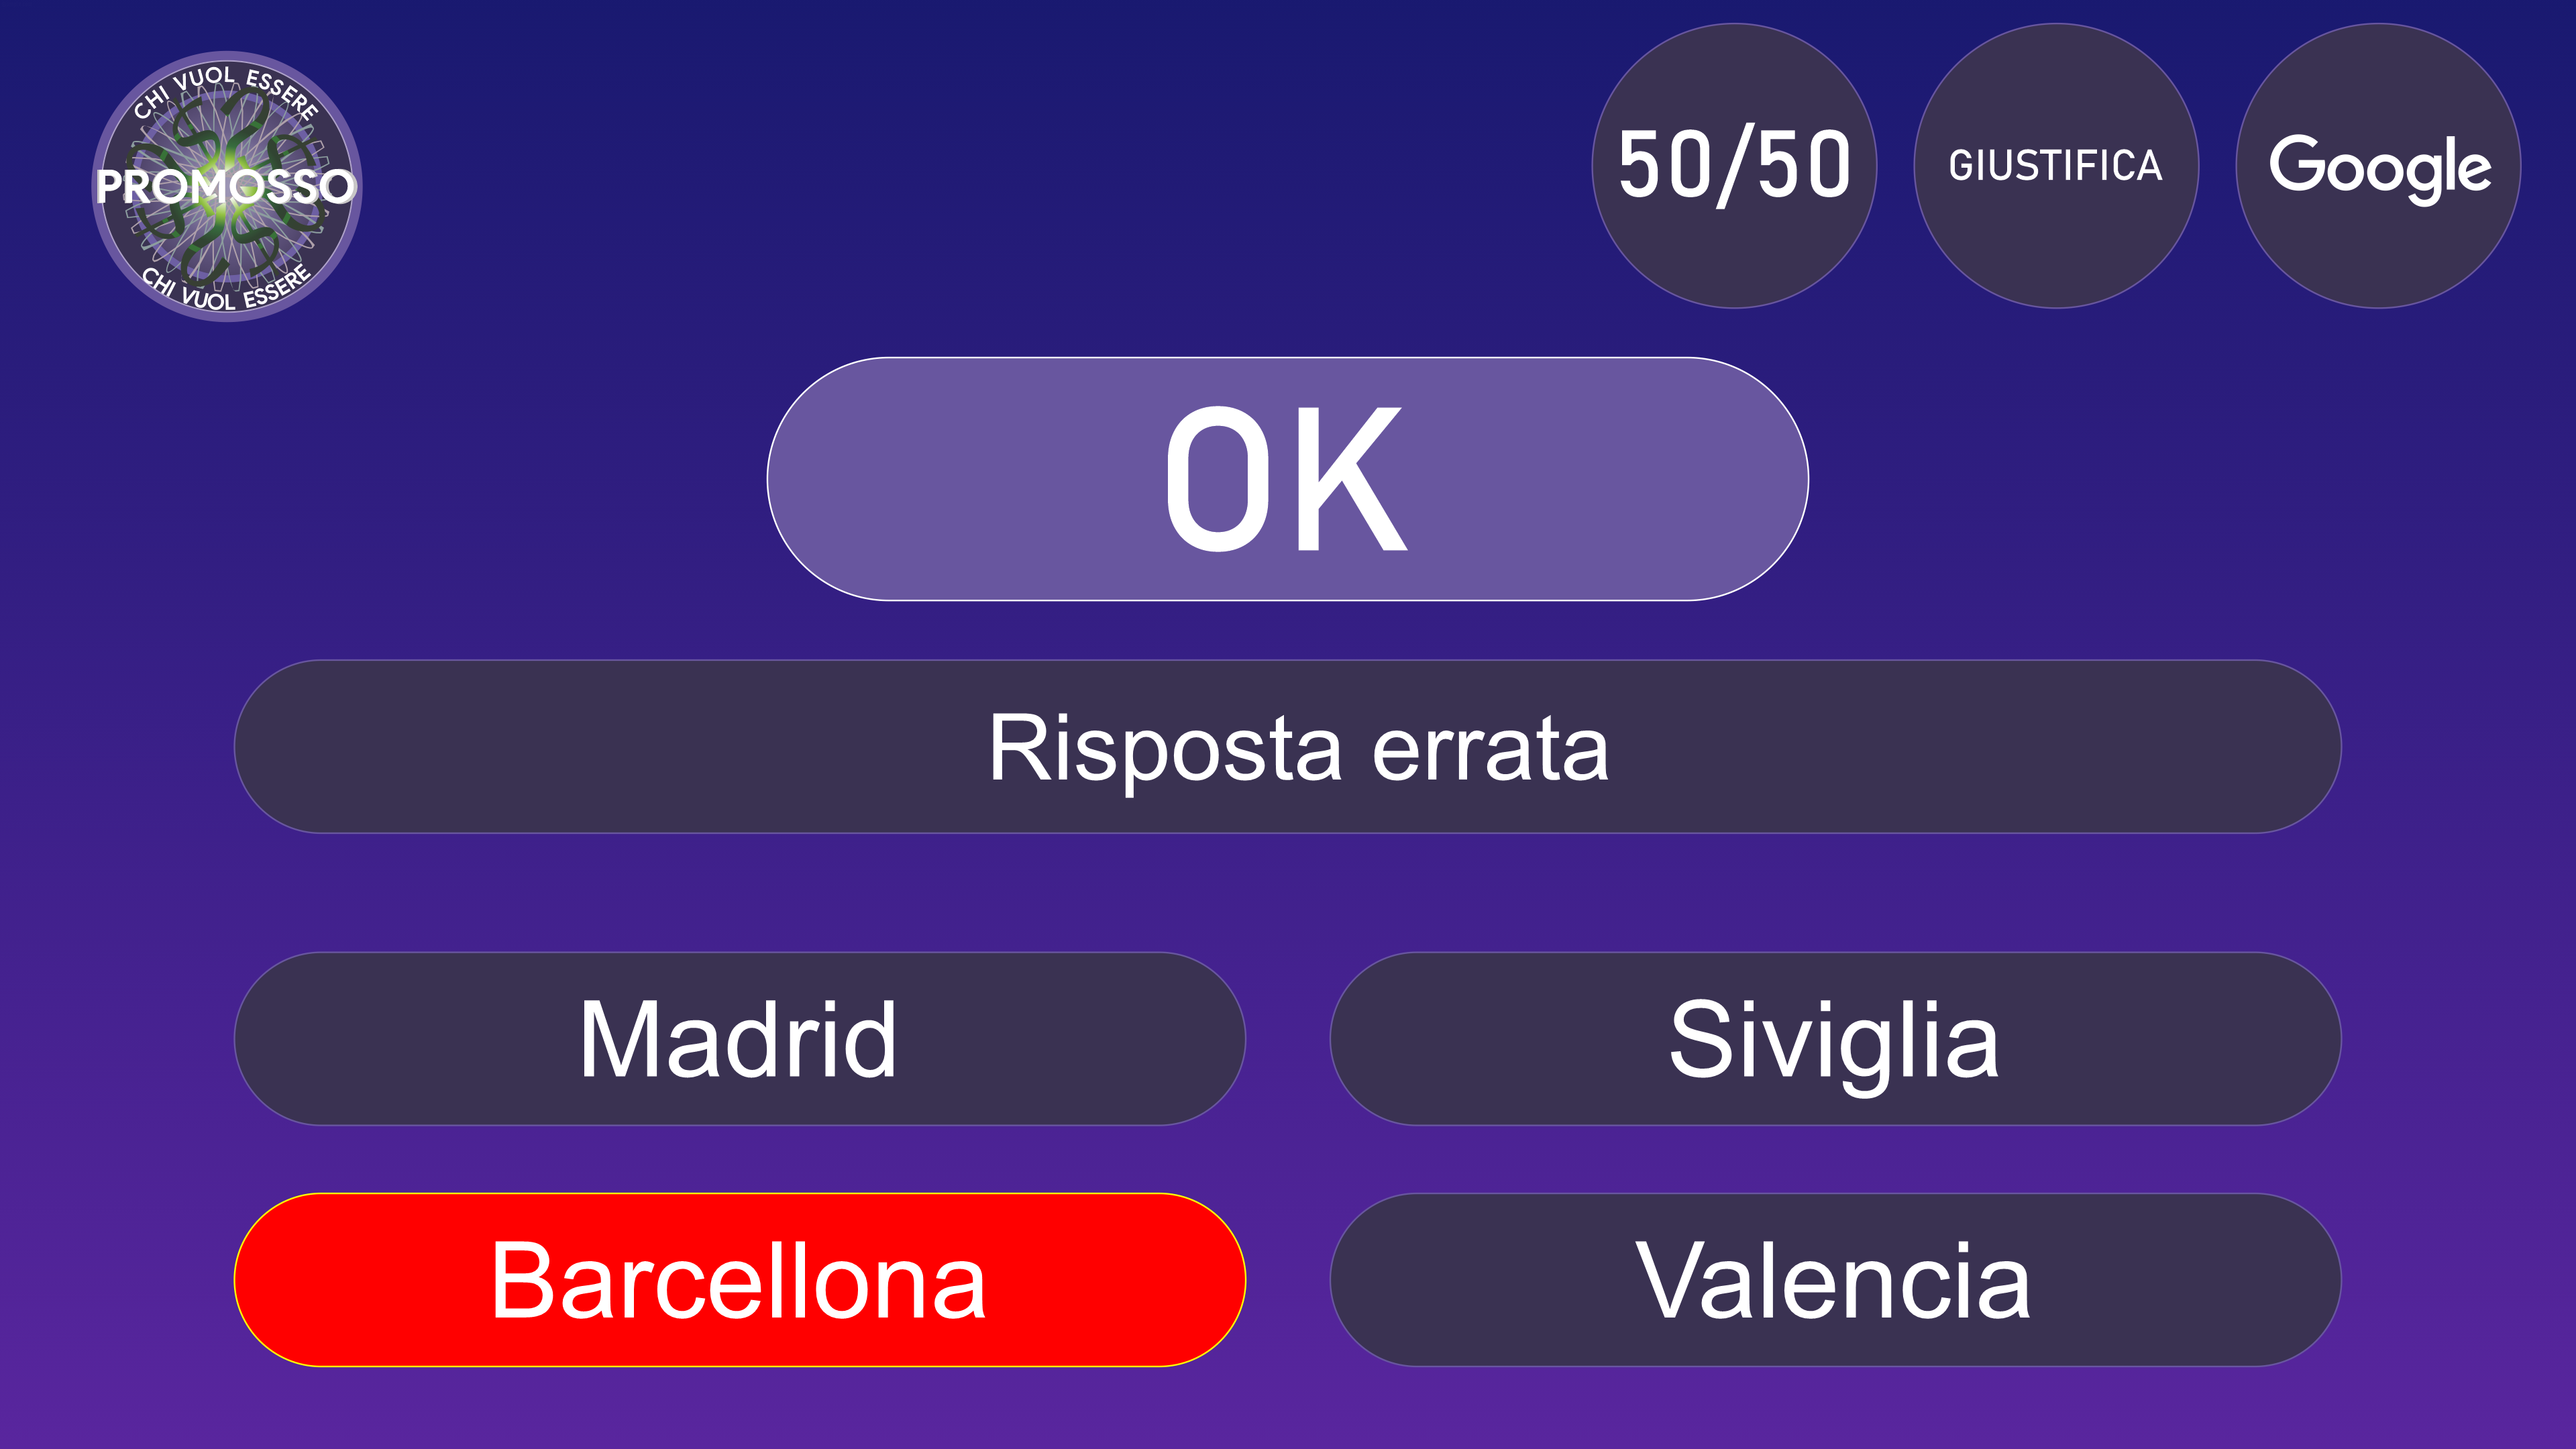 CHI VUOL ESSERE
PROMOSSO
CHI VUOL ESSERE
50/50
GIUSTIFICA
Google
OK
Risposta errata
Madrid
Siviglia
Barcellona
Valencia